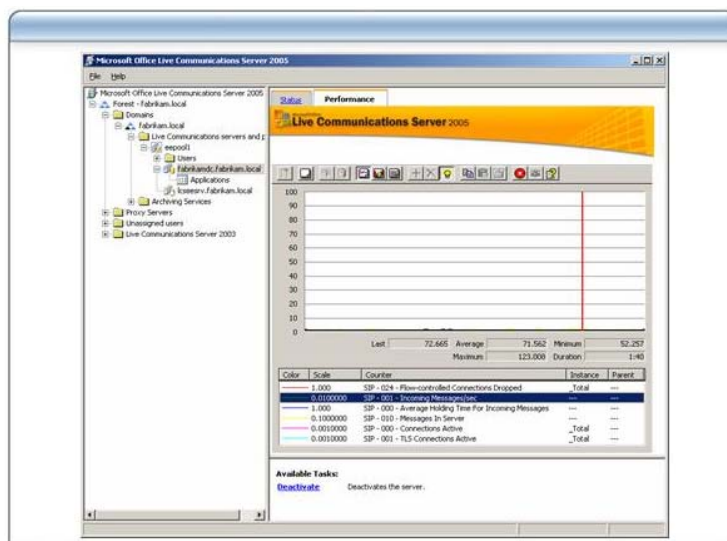 Microsoft Office Live Communications Server 2005
File Help
Microsoft Office Live Communications Server 2005
Forest - fabrikam.local
Domains
fabrikam.local
Live Communications servers and p
eepool1
Users
fabrikamdc.fabrikam.local
Applications
lcseesrv.fabrikam.local
Archiving Services
Proxy Servers
Unassigned users
Live Communications Server 2003
Status Performance
Live Communications Server 2005
100
90
80
70
60
50
40
30
20
10
0
Last 72.665 Average 71.562 Minimum 52.257
Maximum 123.008 Duration 1:40
Color Scale Counter Instance Parent
1.000 SIP - 024 - Flow-controlled Connections Dropped _Total ---
0.0100000 SIP - 001 - Incoming Messages/sec --- ---
1.000 SIP - 000 - Average Holding Time For Incoming Messages --- ---
0.1000000 SIP - 010 - Messages In Server --- ---
0.0010000 SIP - 000 - Connections Active _Total ---
0.0010000 SIP - 001 - TLS Connections Active _Total ---
Available Tasks:
Deactivate Deactivates the server.